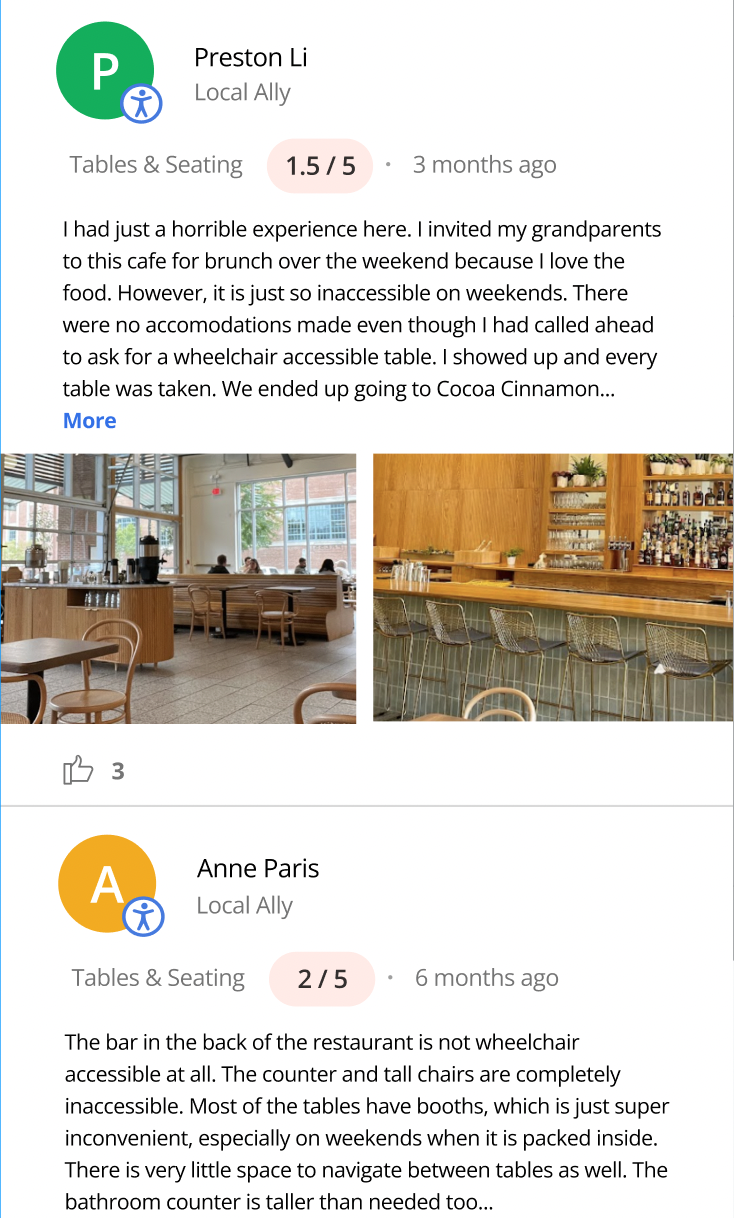 P
Preston Li
Local Ally
Tables & Seating 1.5 / 5 · 3 months ago
I had just a horrible experience here. I invited my grandparents
to this cafe for brunch over the weekend because I love the
food. However, it is just so inaccessible on weekends. There
were no accomodations made even though I had called ahead
to ask for a wheelchair accessible table. I showed up and every
table was taken. We ended up going to Cocoa Cinnamon...
More
3
A
Anne Paris
Local Ally
Tables & Seating 2 / 5 · 6 months ago
The bar in the back of the restaurant is not wheelchair
accessible at all. The counter and tall chairs are completely
inaccessible. Most of the tables have booths, which is just super
inconvenient, especially on weekends when it is packed inside.
There is very little space to navigate between tables as well. The
bathroom counter is taller than needed too...